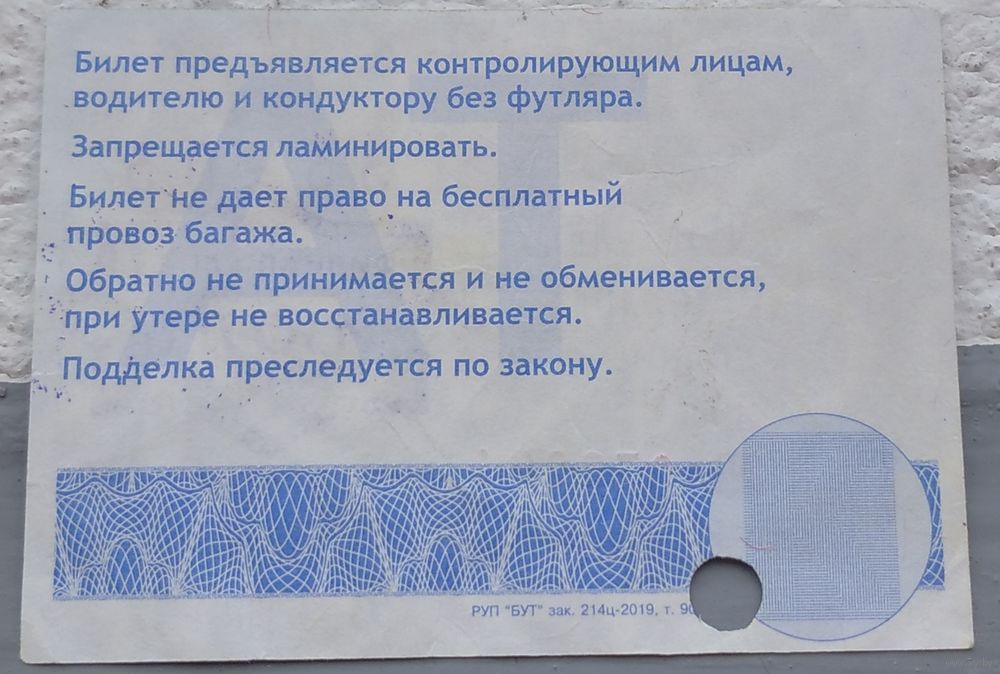 Билет предъявляется контролирующим лицам,
водителю и кондуктору без футляра.
Запрещается ламинировать.
Билет не дает право на бесплатный
провоз багажа.
Обратно не принимается и не обменивается,
при утере не восстанавливается.
Подделка преследуется по закону.
РУП "БУТ" зак. 214ц-2019, т.